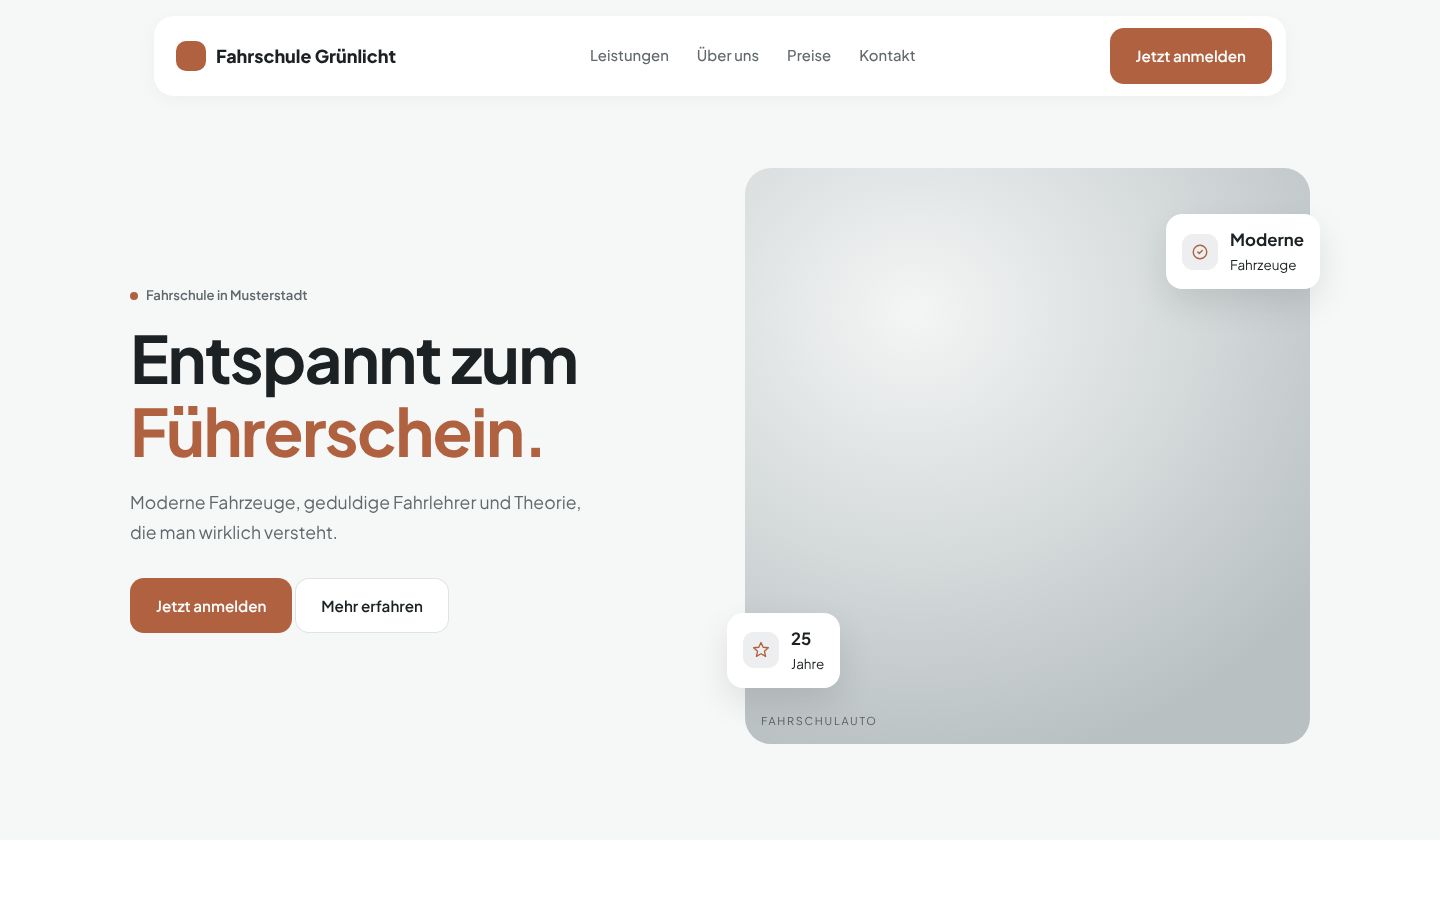 Fahrschule Grünlicht
Leistungen
Über uns
Preise
Kontakt
Jetzt anmelden
Fahrschule in Musterstadt
Entspannt zum
Führerschein.
Moderne Fahrzeuge, geduldige Fahrlehrer und Theorie,
die man wirklich versteht.
Jetzt anmelden
Mehr erfahren
Moderne
Fahrzeuge
25
Jahre
FAHRSCHULAUTO